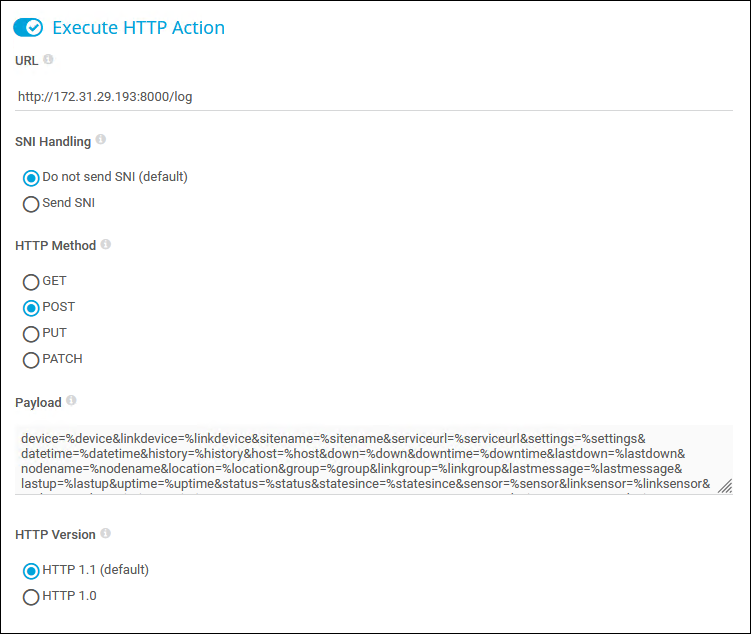 Execute HTTP Action
URL
http://172.31.29.193:8000/log
SNI Handling
Do not send SNI (default)
Send SNI
HTTP Method
GET
POST
PUT
PATCH
Payload
device=%device&linkdevice=%linkdevice&sitename=%sitename&serviceurl=%serviceurl&settings=%settings&
datetime=%datetime&history=%history&host=%host&down=%down&downtime=%downtime&lastdown=%lastdown&
nodename=%nodename&location=%location&group=%group&linkgroup=%linkgroup&lastmessage=%lastmessage&
lastup=%lastup&uptime=%uptime&status=%status&statesince=%statesince&sensor=%sensor&linksensor=%linksensor&
HTTP Version
HTTP 1.1 (default)
HTTP 1.0